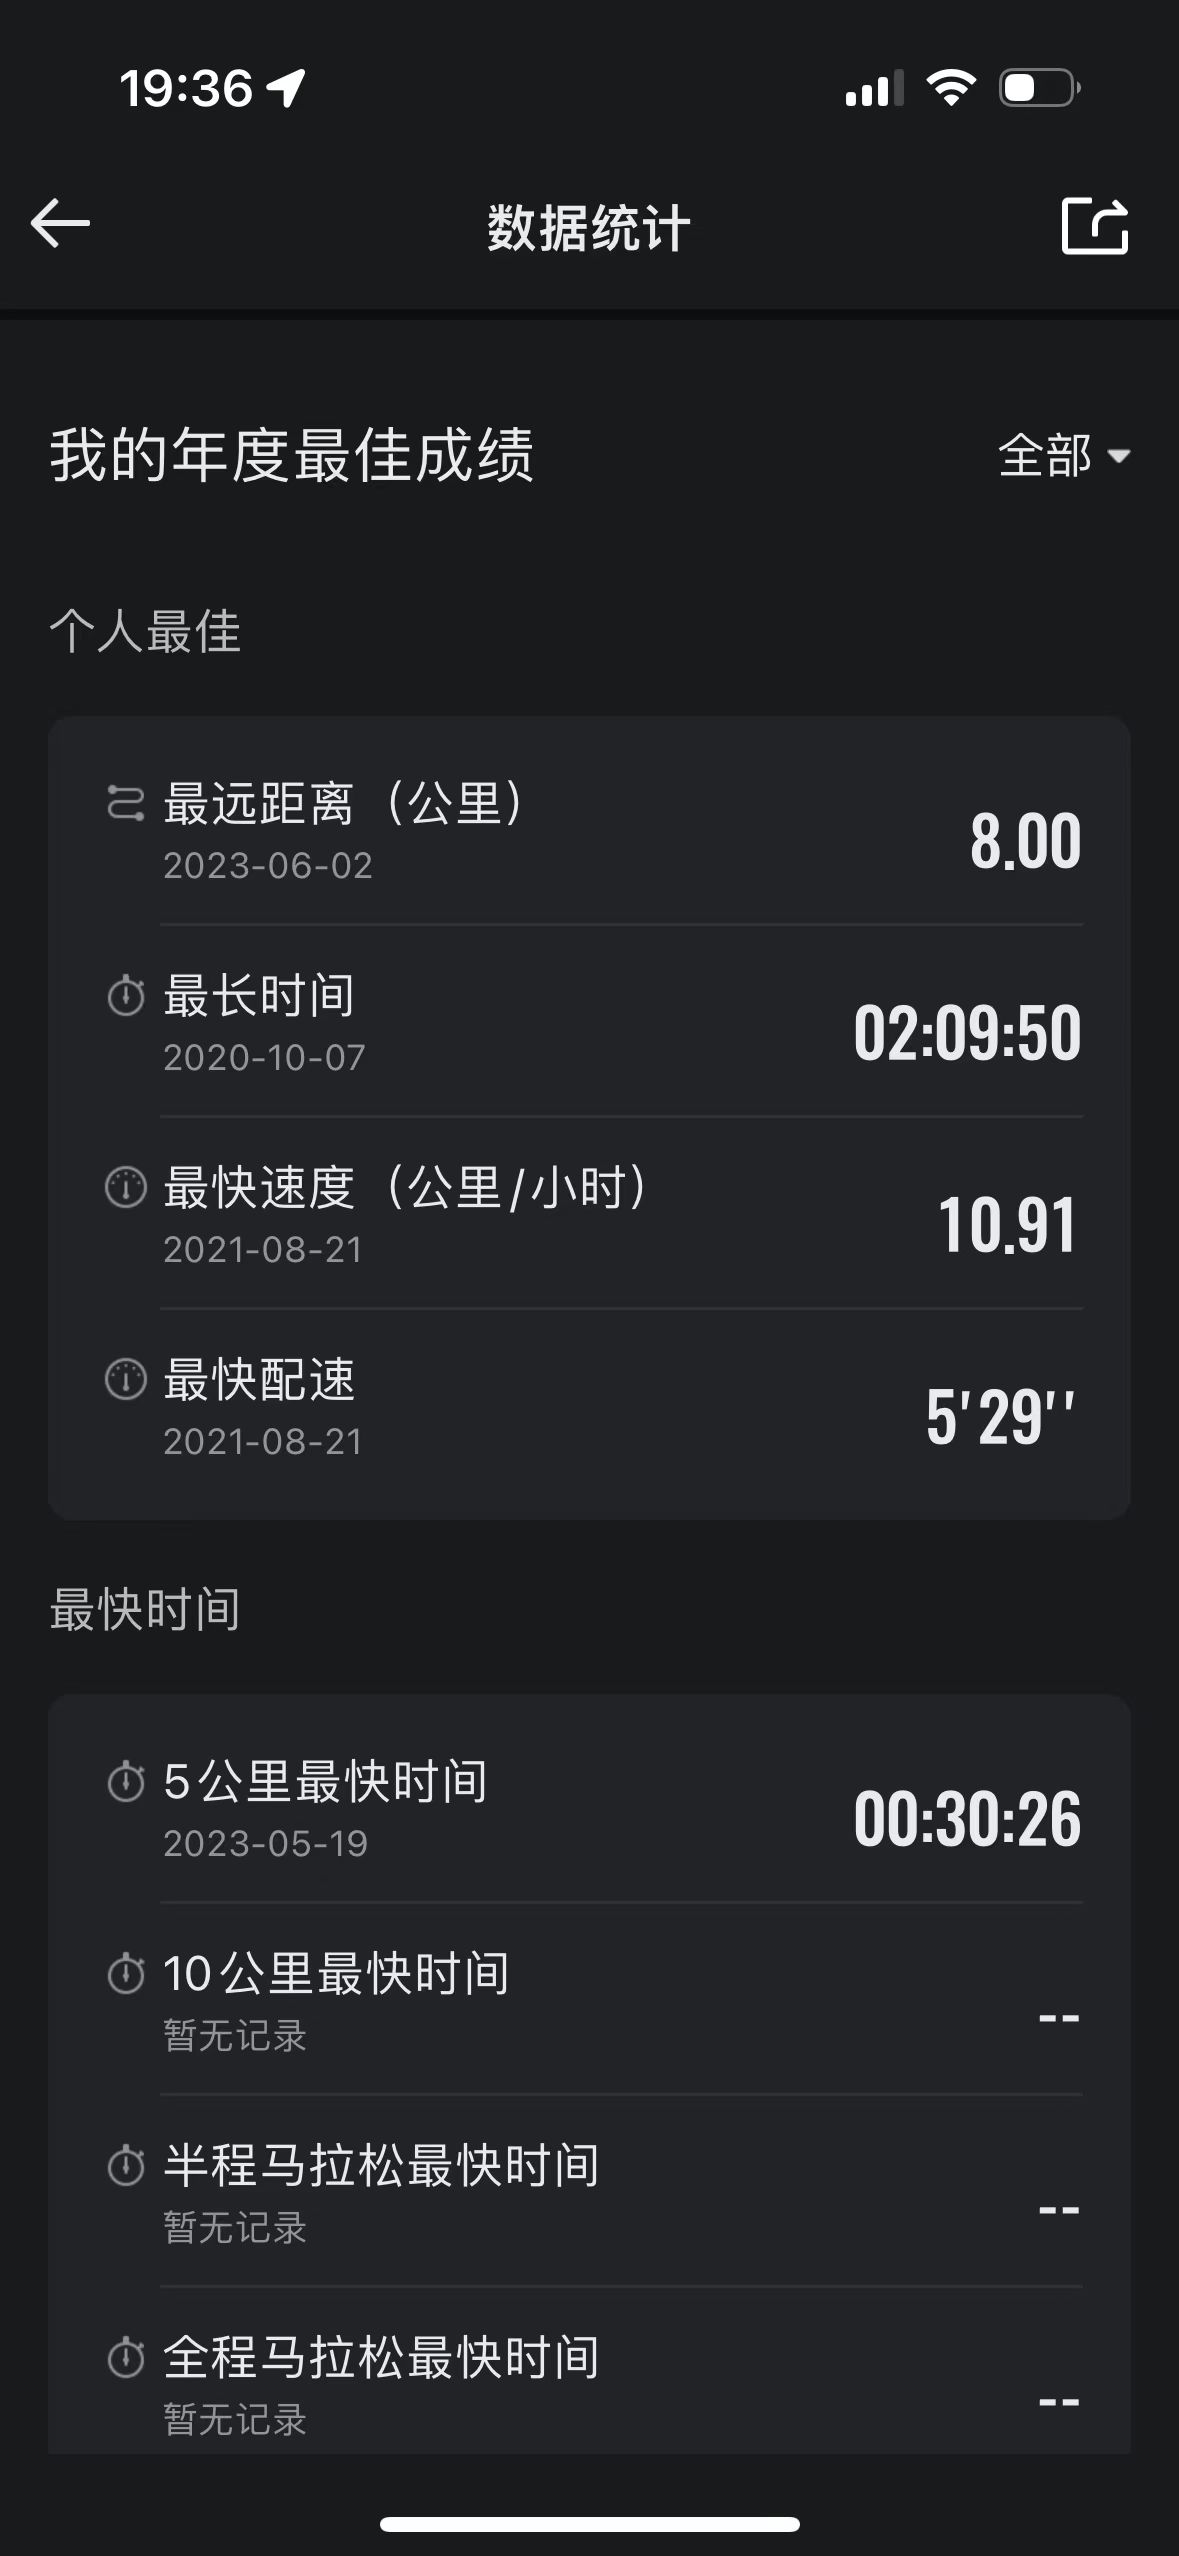 19:36
数据统计
我的年度最佳成绩
全部
个人最佳
最远距离（公里）
8.00
2023-06-02
最长时间
02:09:50
2020-10-07
最快速度（公里/小时）
10.91
2021-08-21
最快配速
5'29''
2021-08-21
最快时间
5公里最快时间
00:30:26
2023-05-19
10公里最快时间
--
暂无记录
半程马拉松最快时间
--
暂无记录
全程马拉松最快时间
--
暂无记录